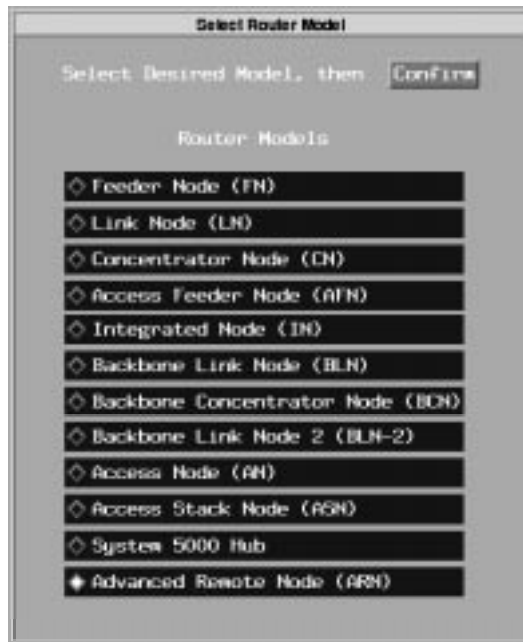 Select Router Model
Select Desired Model, then Confirm
Router Models
Feeder Node (FN)
Link Node (LN)
Concentrator Node (CN)
Access Feeder Node (AFN)
Integrated Node (IN)
Backbone Link Node (BLN)
Backbone Concentrator Node (BCN)
Backbone Link Node 2 (BLN-2)
Access Node (AN)
Access Stack Node (ASN)
System 5000 Hub
Advanced Remote Node (ARN)